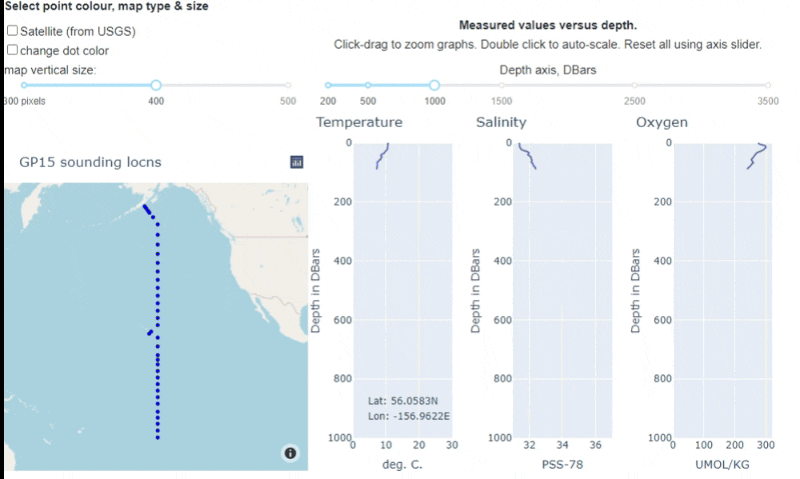 Select point colour, map type & size
Satellite (from USGS)
change dot color
map vertical size:
300 pixels 400 500
Measured values versus depth.
Click-drag to zoom graphs. Double click to auto-scale. Reset all using axis slider.
Depth axis, DBars
200 500 1000 1500 2500 3500
GP15 sounding locns
Temperature
Depth in DBars
0
200
400
600
800
1000
Lat: 56.0583N
Lon: -156.9622E
0 10 20 30
deg. C.
Salinity
Depth in DBars
0
200
400
600
800
1000
32 34 36
PSS-78
Oxygen
Depth in DBars
0
200
400
600
800
1000
0 100 200 300
UMOL/KG